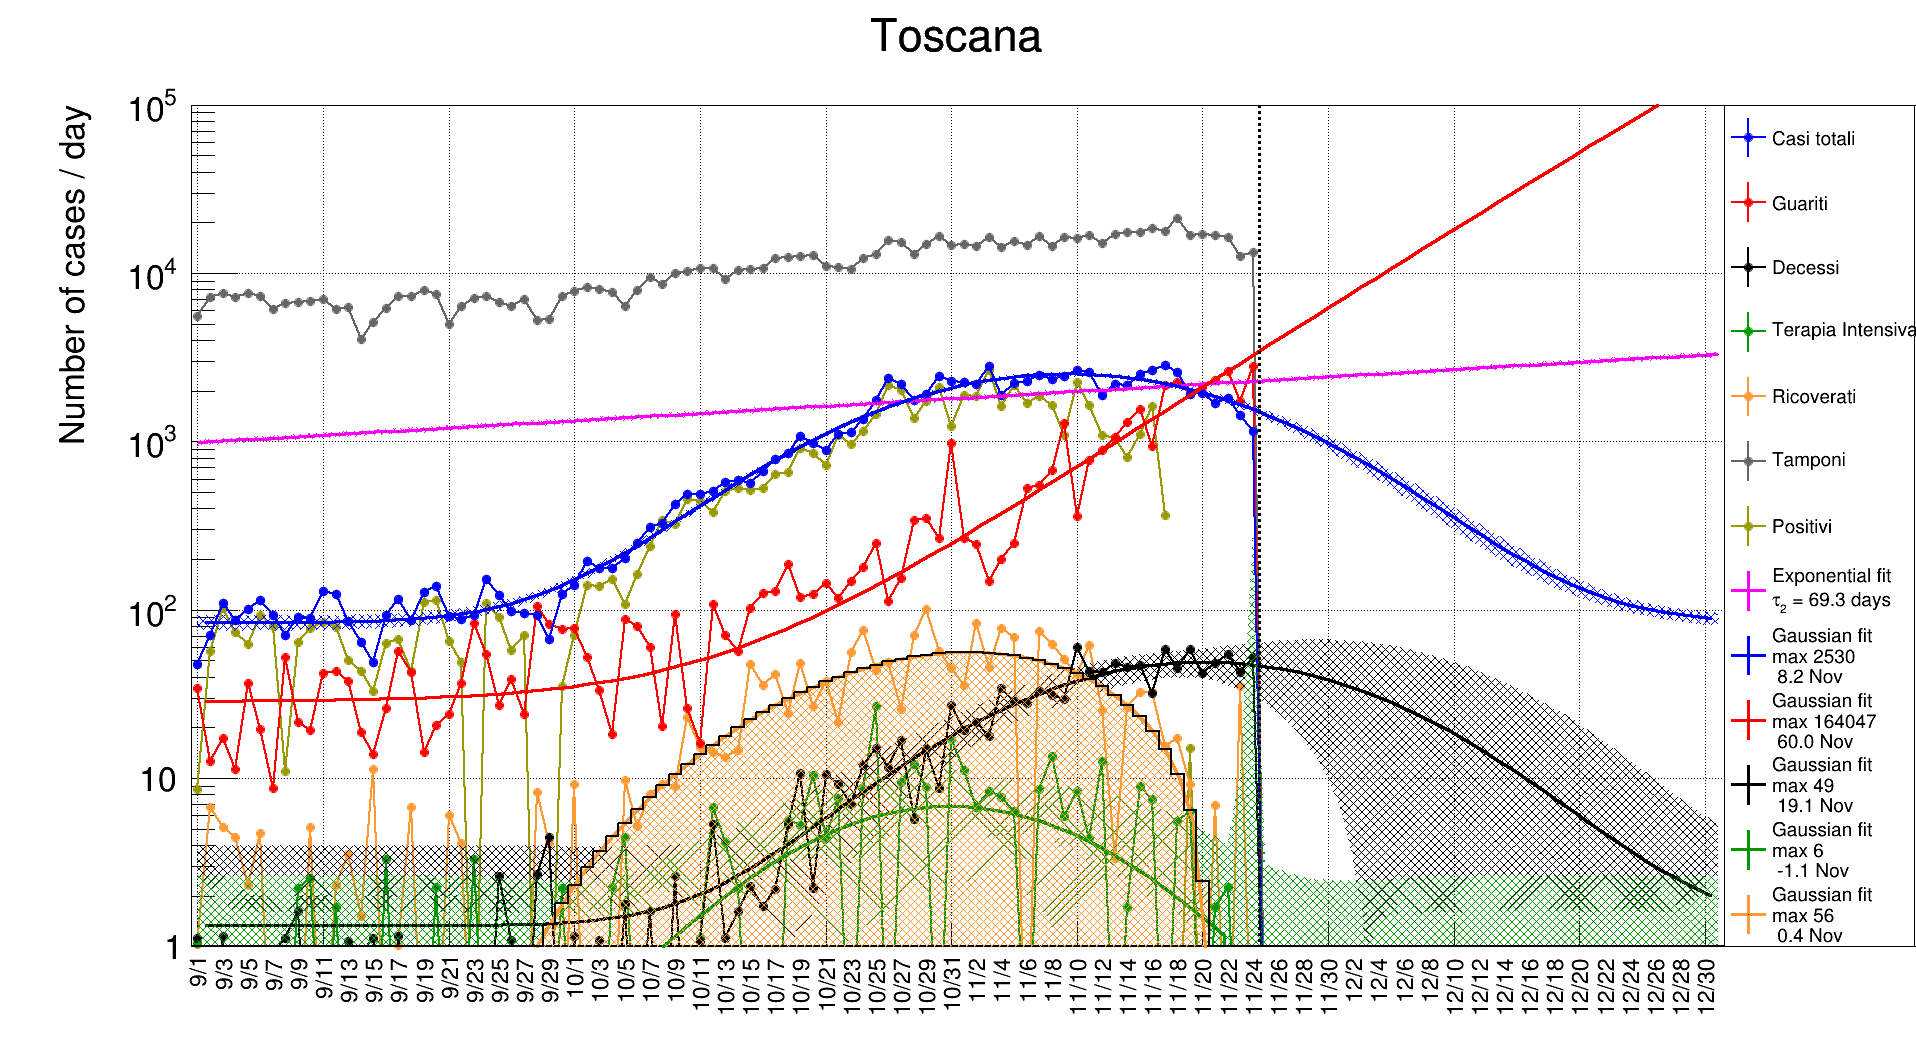 Toscana
Number of cases / day
10^5
10^4
10^3
10^2
10
1
9/1 9/3 9/5 9/7 9/9 9/11 9/13 9/15 9/17 9/19 9/21 9/23 9/25 9/27 9/29 10/1 10/3 10/5 10/7 10/9 10/11 10/13 10/15 10/17 10/19 10/21 10/23 10/25 10/27 10/29 10/31 11/2 11/4 11/6 11/8 11/10 11/12 11/14 11/16 11/18 11/20 11/22 11/24 11/26 11/28 11/30 12/2 12/4 12/6 12/8 12/10 12/12 12/14 12/16 12/18 12/20 12/22 12/24 12/26 12/28 12/30
Casi totali
Guariti
Decessi
Terapia Intensiva
Ricoverati
Tamponi
Positivi
Exponential fit
τ2 = 69.3 days
Gaussian fit
max 2530
8.2 Nov
Gaussian fit
max 164047
60.0 Nov
Gaussian fit
max 49
19.1 Nov
Gaussian fit
max 6
-1.1 Nov
Gaussian fit
max 56
0.4 Nov